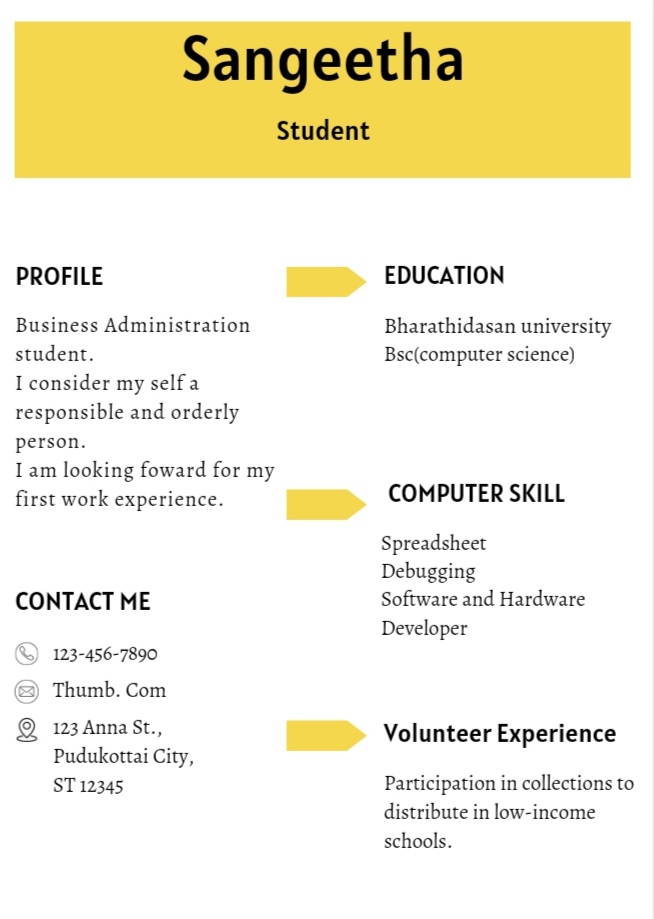 Sangeetha
Student
PROFILE
Business Administration
student.
I consider my self a
responsible and orderly
person.
I am looking foward for my
first work experience.
CONTACT ME
123-456-7890
Thumb. Com
123 Anna St.,
Pudukottai City,
ST 12345
EDUCATION
Bharathidasan university
Bsc(computer science)
COMPUTER SKILL
Spreadsheet
Debugging
Software and Hardware
Developer
Volunteer Experience
Participation in collections to
distribute in low-income
schools.